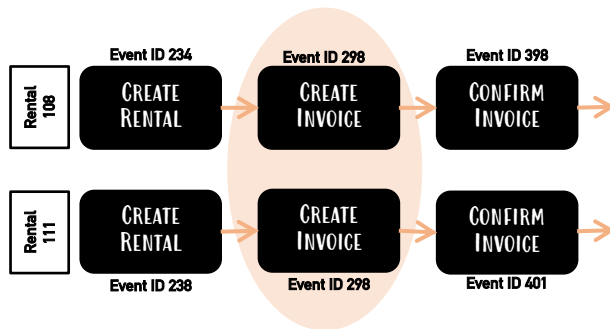 Event ID 234
Event ID 298
Event ID 398
Rental
108
CREATE
RENTAL
CREATE
INVOICE
CONFIRM
INVOICE
Rental
111
CREATE
RENTAL
CREATE
INVOICE
CONFIRM
INVOICE
Event ID 238
Event ID 298
Event ID 401